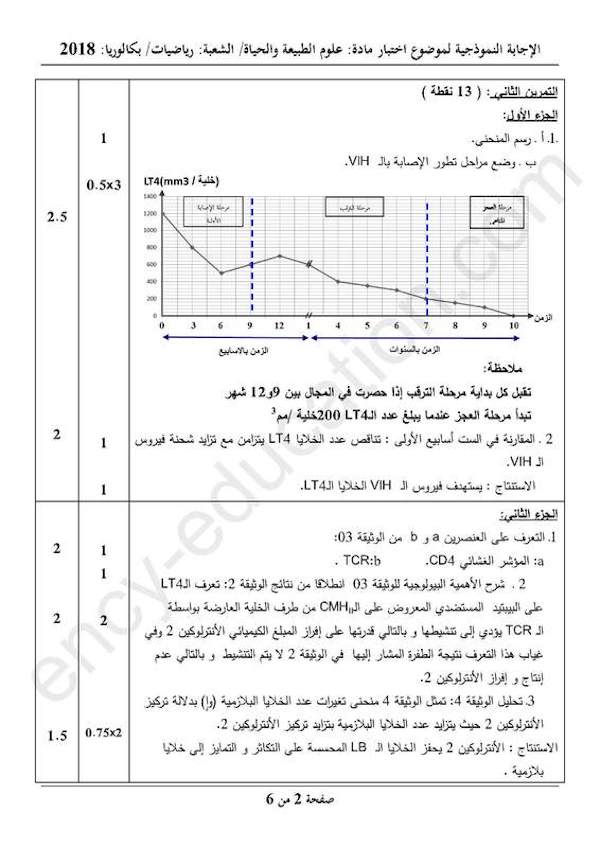 الإجابة النموذجية لموضوع اختبار مادة: علوم الطبيعة والحياة/ الشعبة: رياضيات/ بكالوريا: 2018
التمرين الثاني : ( 13 نقطة )
الجزء الأول:
1. أ . رسم المنحنى.
1
ب . وضع مراحل تطور الإصابة بالـ VIH.
0.5x3
2.5
LT4(mm3 / خلية)
1400
1200
1000
800
600
400
200
0
مرحلة الإصابة
الأولية
مرحلة الترقب
مرحلة العجز
المناعي
0 3 6 9 12 1 4 5 6 7 8 9 10
الزمن
الزمن بالاسابيع
الزمن بالسنوات
ملاحظة:
تقبل كل بداية مرحلة الترقب إذا حصرت في المجال بين 9و12 شهر
تبدأ مرحلة العجز عندما يبلغ عدد الـLT4 200خلية /مم3
2 . المقارنة في الست أسابيع الأولى : تناقص عدد الخلايا LT4 يتزامن مع تزايد شحنة فيروس
1
2
الـ VIH.
الاستنتاج : يستهدف فيروس الـ VIH الخلايا الـLT4.
1
الجزء الثاني:
1. التعرف على العنصرين a و b من الوثيقة 03:
1
2
a: المؤشر الغشائي CD4. TCR:b .
1
2 . شرح الأهمية البيولوجية للوثيقة 03 انطلاقا من نتائج الوثيقة 2: تعرف الـLT4
على البيبتيد المستضدي المعروض على الـCMHII من طرف الخلية العارضة بواسطة
2
2
الـ TCR يؤدي إلى تنشيطها و بالتالي قدرتها على إفراز المبلغ الكيميائي الأنترلوكين 2 وفي
غياب هذا التعرف نتيجة الطفرة المشار إليها في الوثيقة 2 لا يتم التنشيط و بالتالي عدم
إنتاج و إفراز الأنترلوكين 2.
3. تحليل الوثيقة 4: تمثل الوثيقة 4 منحنى تغيرات عدد الخلايا البلازمية (وإ) بدلالة تركيز
الأنترلوكين 2 حيث يتزايد عدد الخلايا البلازمية بتزايد تركيز الأنترلوكين 2.
0.75x2
1.5
الاستنتاج : الأنترلوكين 2 يحفز الخلايا الـ LB المحسسة على التكاثر و التمايز إلى خلايا
بلازمية .
صفحة 2 من 6
ency-education.com